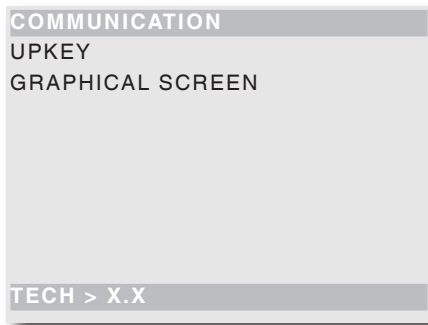 COMMUNICATION
UPKEY
GRAPHICAL SCREEN
TECH > X.X